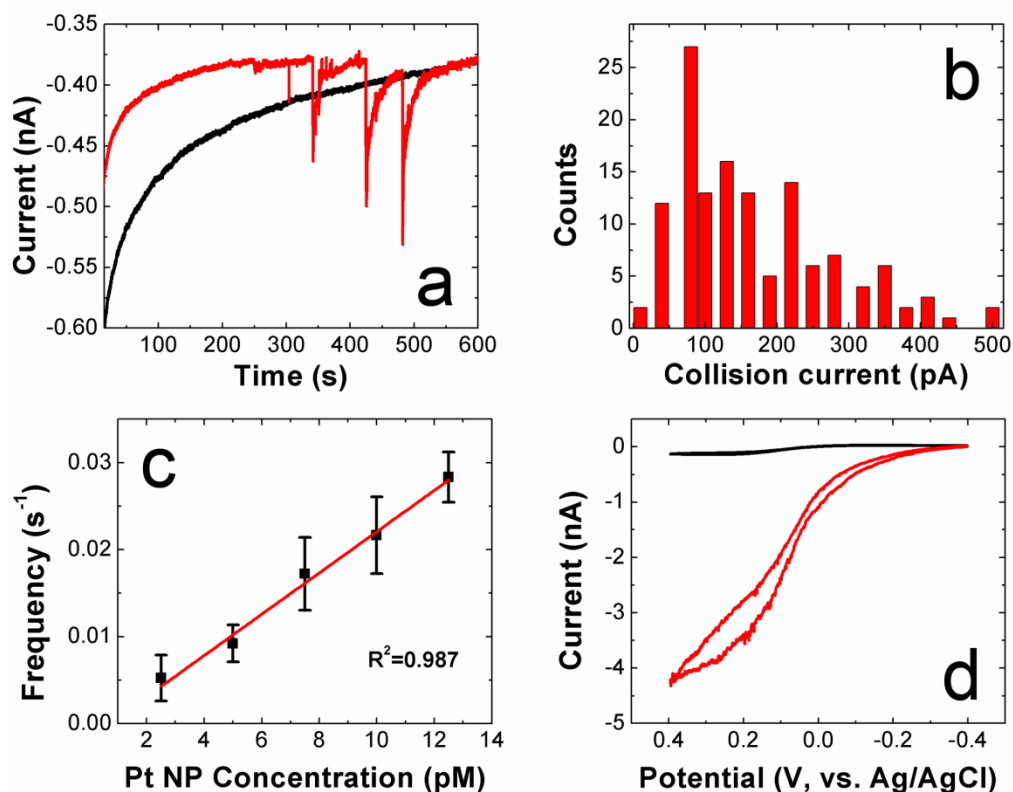 -0.35
-0.40
-0.45
-0.50
-0.55
-0.60
Current (nA)
100 200 300 400 500 600
Time (s)
a
25
20
15
10
5
0
Counts
0 100 200 300 400 500
Collision current (pA)
b
0.03
0.02
0.01
0.00
Frequency (s⁻¹)
2 4 6 8 10 12 14
Pt NP Concentration (pM)
c
R²=0.987
0
-1
-2
-3
-4
-5
Current (nA)
0.4 0.2 0.0 -0.2 -0.4
Potential (V, vs. Ag/AgCl)
d